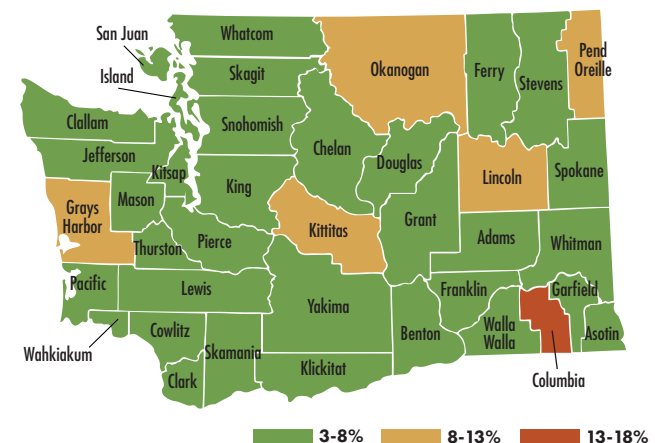 San Juan
Whatcom
Island
Skagit
Okanogan
Ferry
Stevens
Pend
Oreille
Clallam
Snohomish
Chelan
Douglas
Jefferson
Kitsap
King
Lincoln
Spokane
Mason
Grays
Harbor
Kittitas
Grant
Thurston
Pierce
Adams
Whitman
Pacific
Lewis
Franklin
Garfield
Yakima
Cowlitz
Benton
Walla
Walla
Asotin
Wahkiakum
Skamania
Klickitat
Clark
Columbia
3-8%
8-13%
13-18%